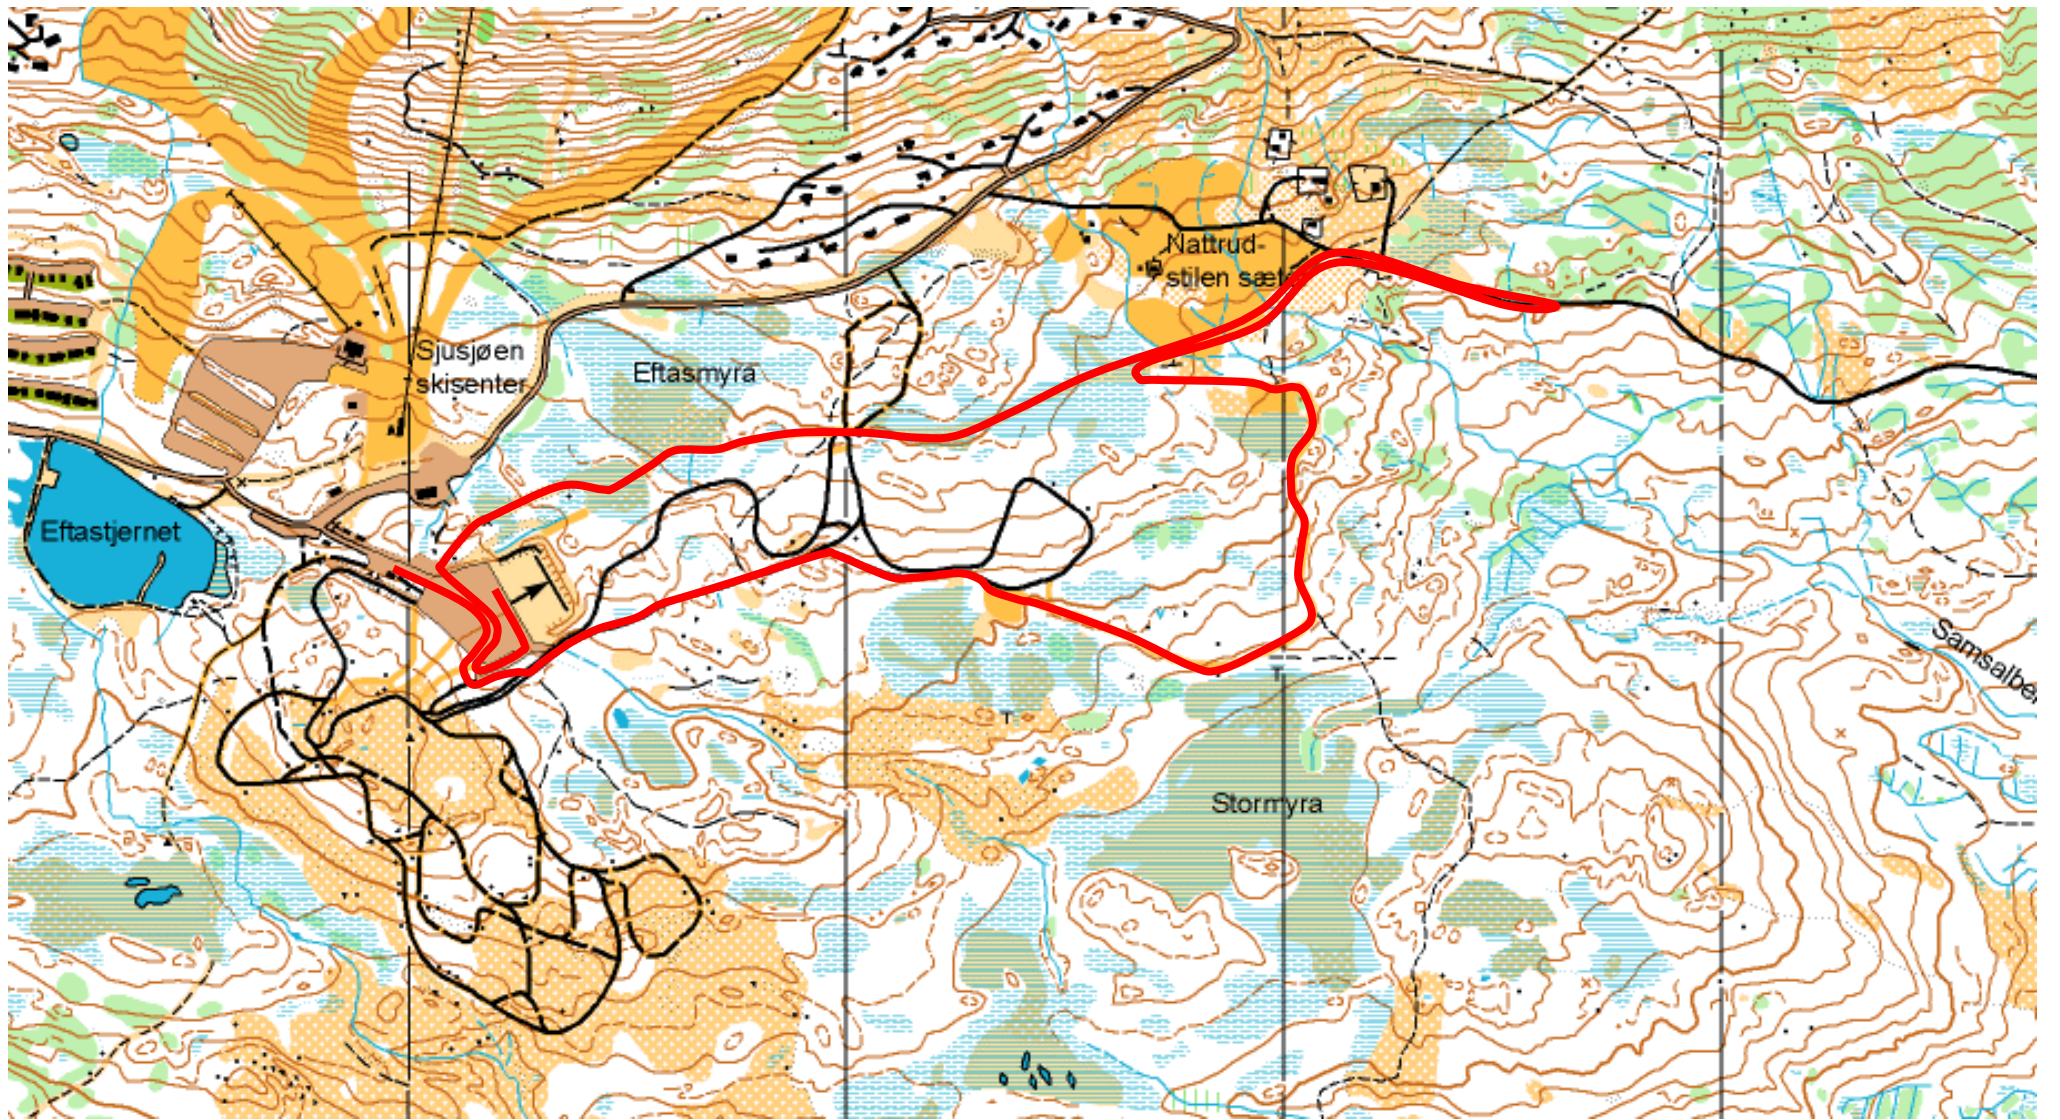 Nattrud-
stilen sæt
Sjusjøen
skisenter
Eftasmyra
Eftastjernet
Samsalbe
Stormyra